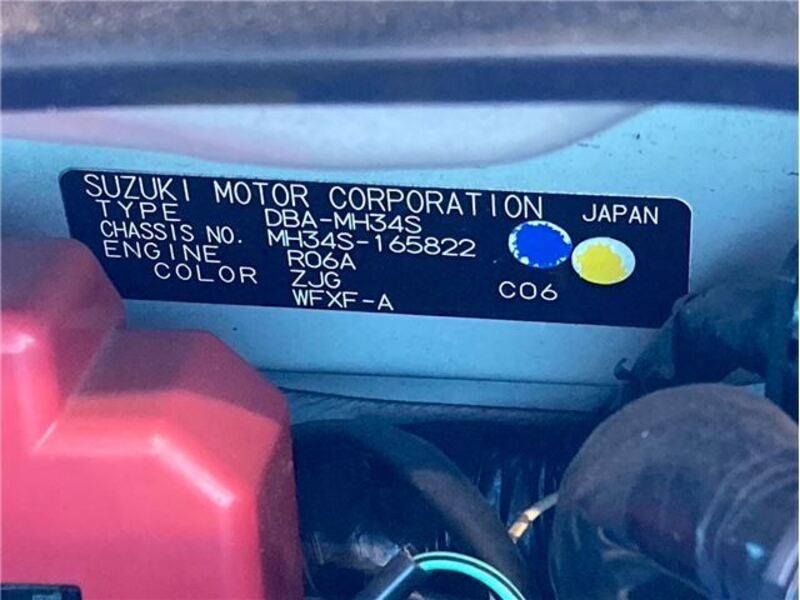 SUZUKI MOTOR CORPORATION JAPAN
TYPE DBA-MH34S
CHASSIS NO. MH34S-165822
ENGINE R06A
COLOR ZJG C06
WFXF-A